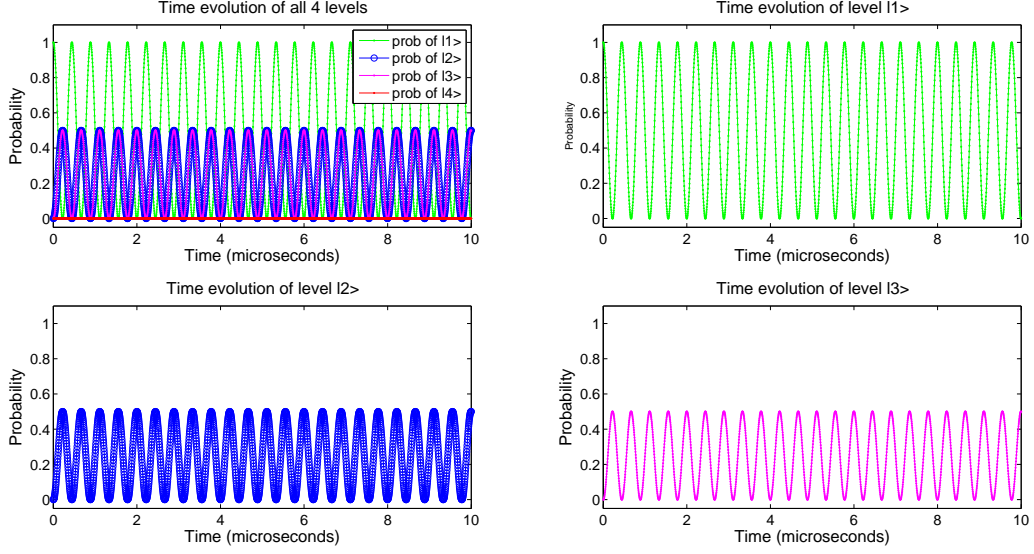 Time evolution of all 4 levels
1
0.8
0.6
0.4
0.2
0
Probability
prob of l1>
prob of l2>
prob of l3>
prob of l4>
0 2 4 6 8 10
Time (microseconds)
Time evolution of level l1>
1
0.8
0.6
0.4
0.2
0
Probability
0 2 4 6 8 10
Time (microseconds)
Time evolution of level l2>
1
0.8
0.6
0.4
0.2
0
Probability
0 2 4 6 8 10
Time (microseconds)
Time evolution of level l3>
1
0.8
0.6
0.4
0.2
0
Probability
0 2 4 6 8 10
Time (microseconds)